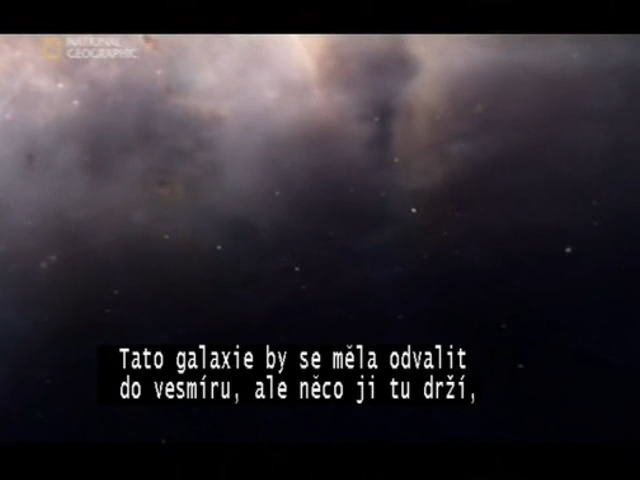 NATIONAL
GEOGRAPHIC
Tato galaxie by se měla odvalit
do vesmíru, ale něco ji tu drží,